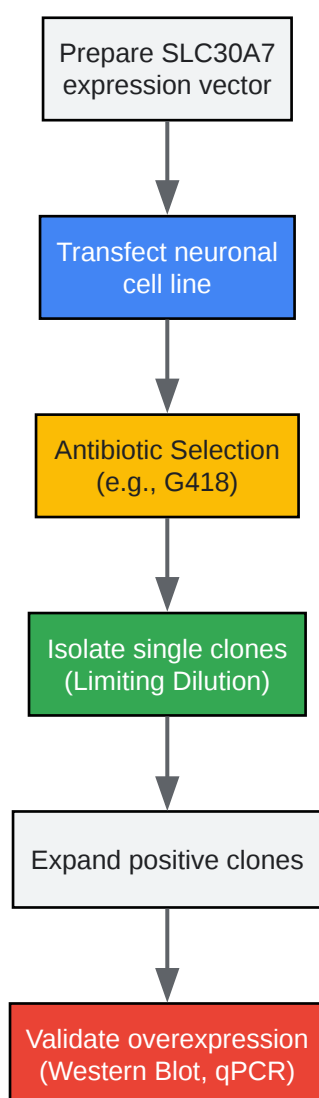 Prepare SLC30A7
expression vector
Transfect neuronal
cell line
Antibiotic Selection
(e.g., G418)
Isolate single clones
(Limiting Dilution)
Expand positive clones
Validate overexpression
(Western Blot, qPCR)